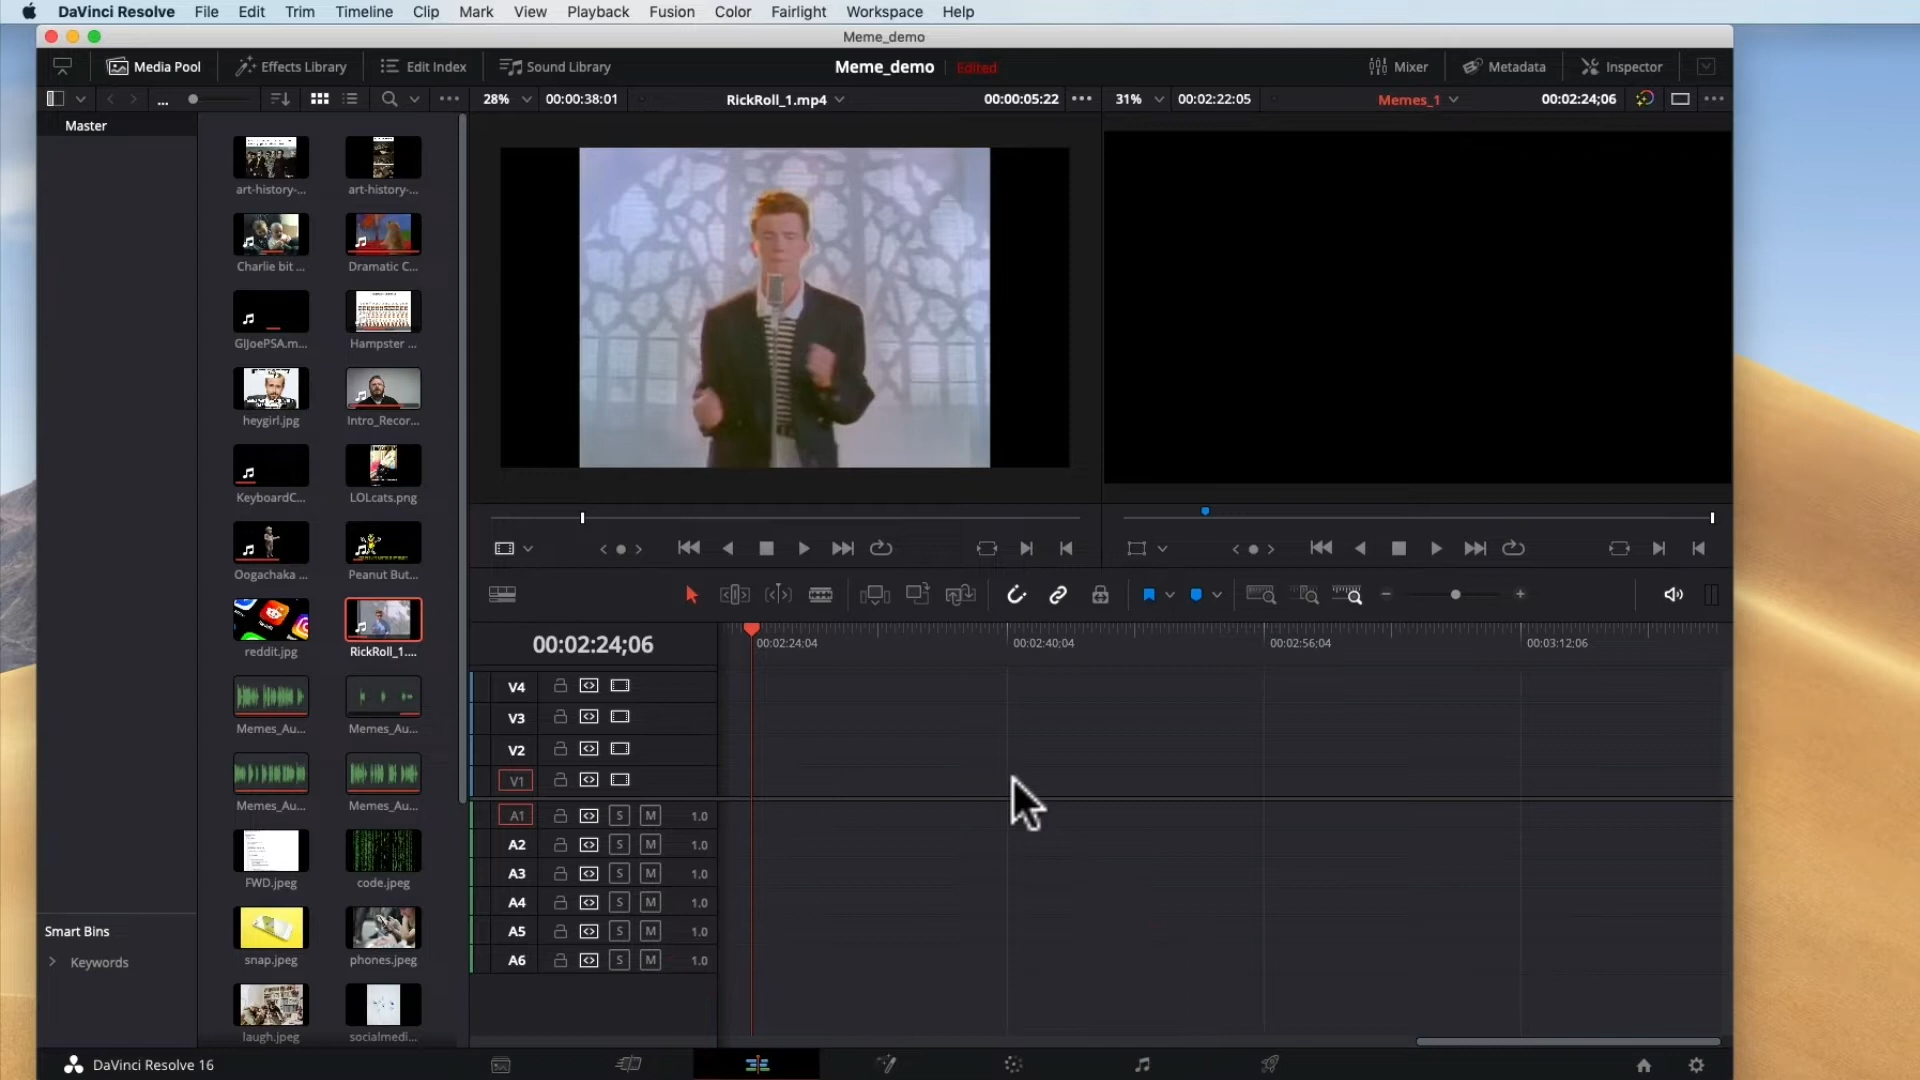 DaVinci Resolve File Edit Trim Timeline Clip Mark View Playback Fusion Color Fairlight Workspace Help
Meme_demo
Media Pool Effects Library Edit Index Sound Library Meme_demo Edited Mixer Metadata Inspector
... 28% 00:00:38:01 RickRoll_1.mp4 00:00:05:22 31% 00:02:22:05 Memes_1 00:02:24;06
Master
art-history-... art-history-...
Charlie bit ... Dramatic C...
GIJoePSA.m... Hampster ...
heygirl.jpg Intro_Recor...
KeyboardC... LOLcats.png
Oogachaka ... Peanut But...
reddit.jpg RickRoll_1....
Memes_Au... Memes_Au...
Memes_Au... Memes_Au...
FWD.jpeg code.jpeg
snap.jpeg phones.jpeg
laugh.jpeg socialmedi...
Smart Bins
Keywords
00:02:24;06
00:02:24;04 00:02:40;04 00:02:56;04 00:03:12;06
V4
V3
V2
V1
A1 S M 1.0
A2 S M 1.0
A3 S M 1.0
A4 S M 1.0
A5 S M 1.0
A6 S M 1.0
DaVinci Resolve 16